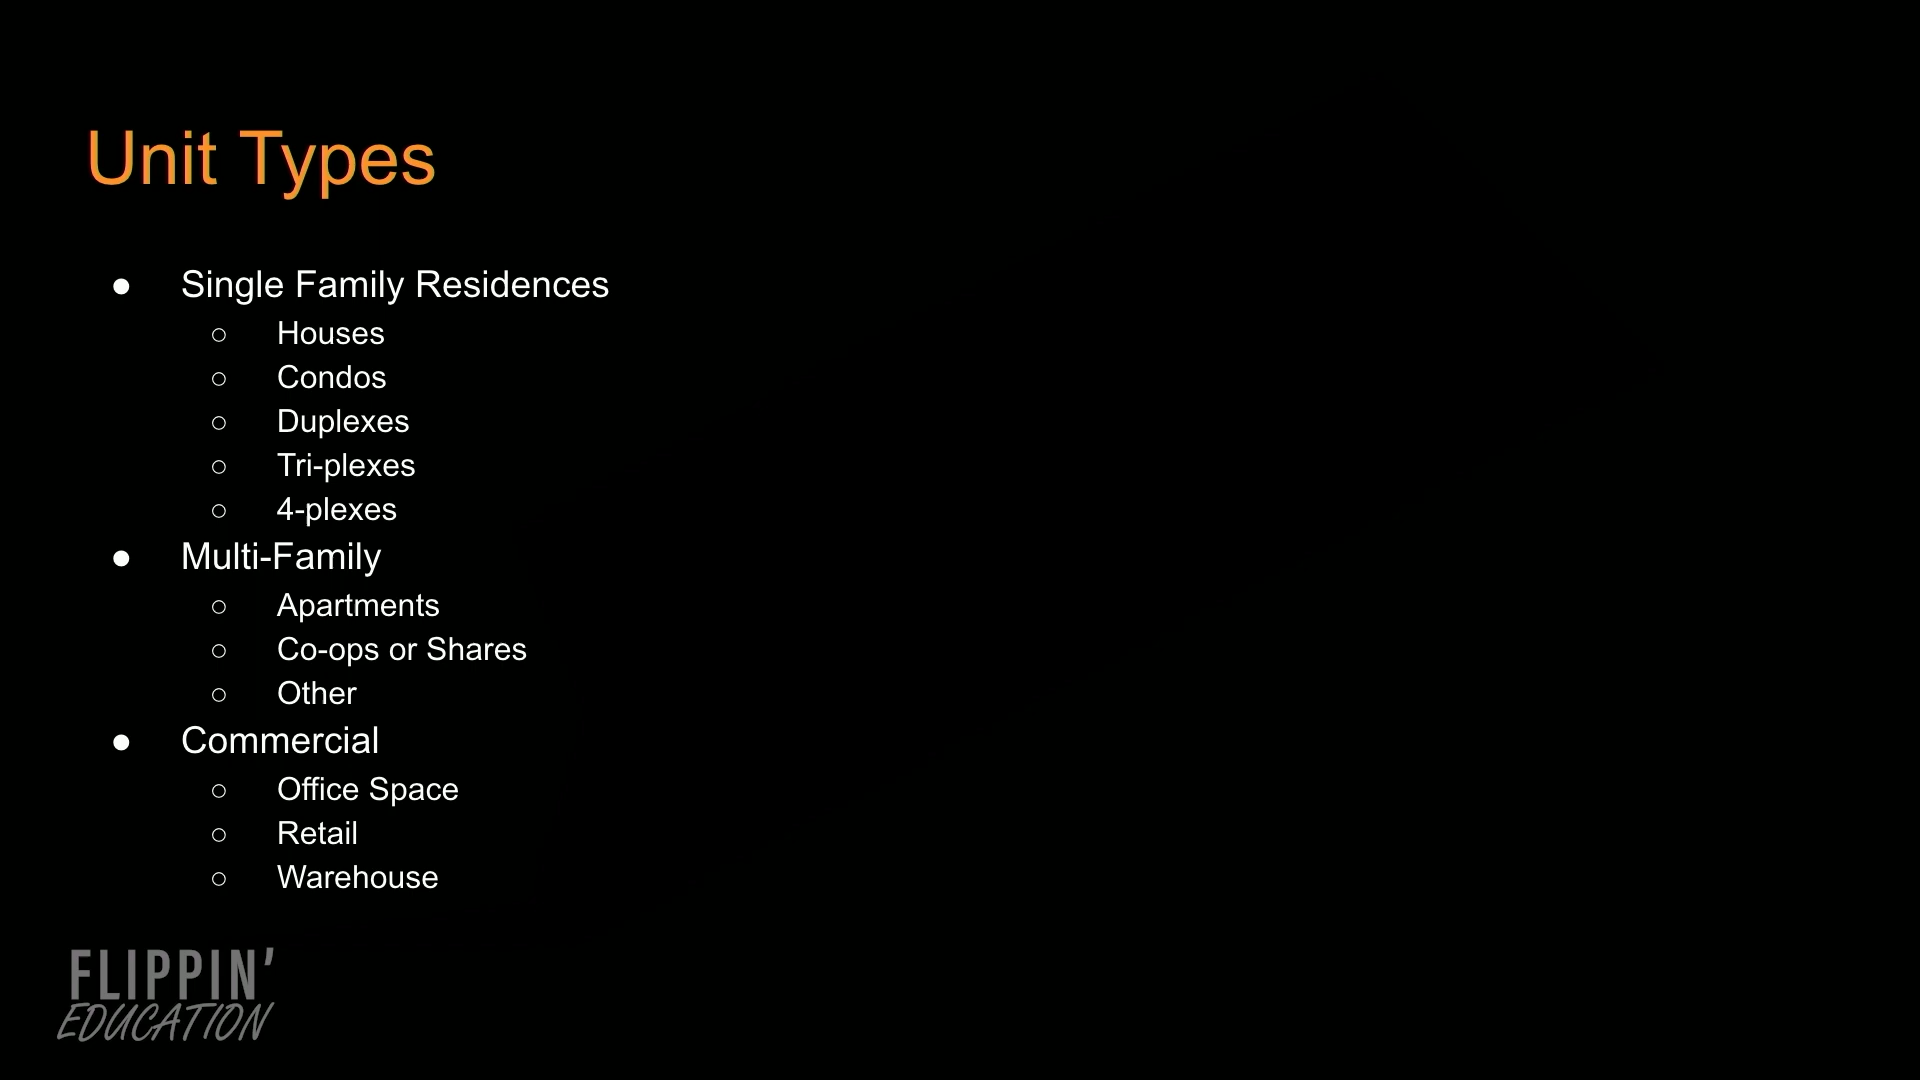 Unit Types
● Single Family Residences
○ Houses
○ Condos
○ Duplexes
○ Tri-plexes
○ 4-plexes
● Multi-Family
○ Apartments
○ Co-ops or Shares
○ Other
● Commercial
○ Office Space
○ Retail
○ Warehouse
FLIPPIN’
EDUCATION